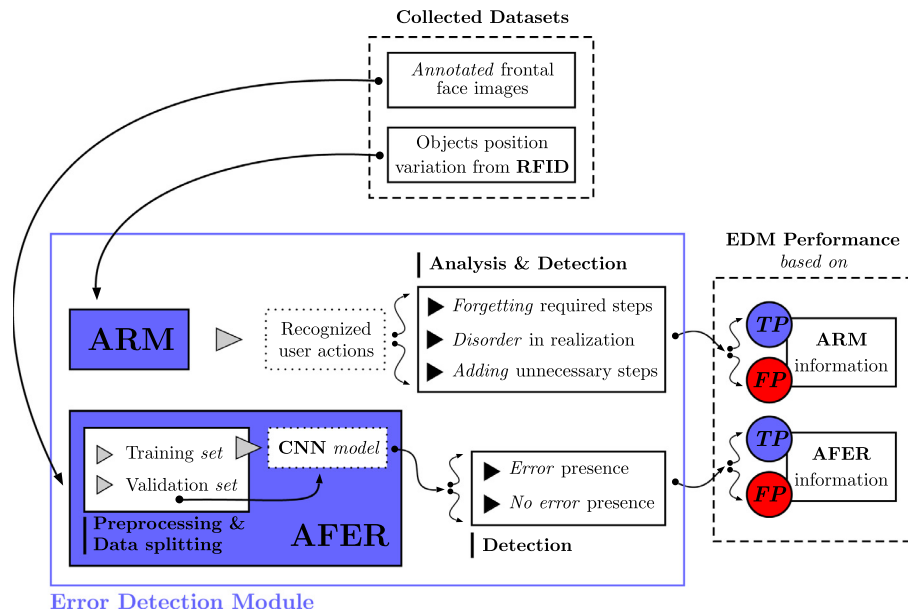 Collected Datasets
Annotated frontal
face images
Objects position
variation from RFID
EDM Performance
based on
Analysis & Detection
ARM
Recognized
user actions
Forgetting required steps
Disorder in realization
Adding unnecessary steps
TP
FP
ARM
information
Training set
Validation set
CNN model
Preprocessing &
Data splitting
AFER
Error presence
No error presence
Detection
TP
FP
AFER
information
Error Detection Module